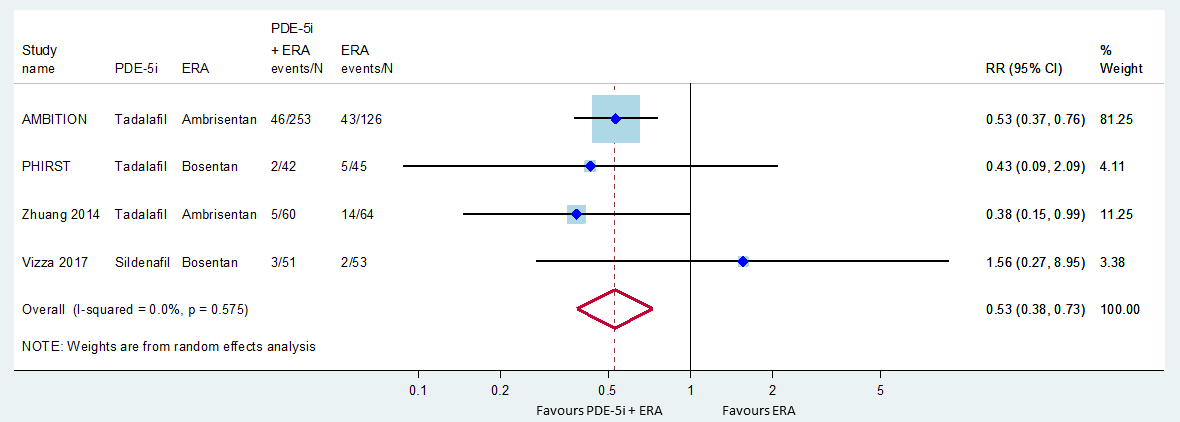 PDE-5i
Study + ERA ERA %
name PDE-5i ERA events/N events/N RR (95% CI) Weight
AMBITION Tadalafil Ambrisentan 46/253 43/126 0.53 (0.37, 0.76) 81.25
PHIRST Tadalafil Bosentan 2/42 5/45 0.43 (0.09, 2.09) 4.11
Zhuang 2014 Tadalafil Ambrisentan 5/60 14/64 0.38 (0.15, 0.99) 11.25
Vizza 2017 Sildenafil Bosentan 3/51 2/53 1.56 (0.27, 8.95) 3.38
Overall (I-squared = 0.0%, p = 0.575) 0.53 (0.38, 0.73) 100.00
NOTE: Weights are from random effects analysis
0.1 0.2 0.5 1 2 5
Favours PDE-5i + ERA Favours ERA